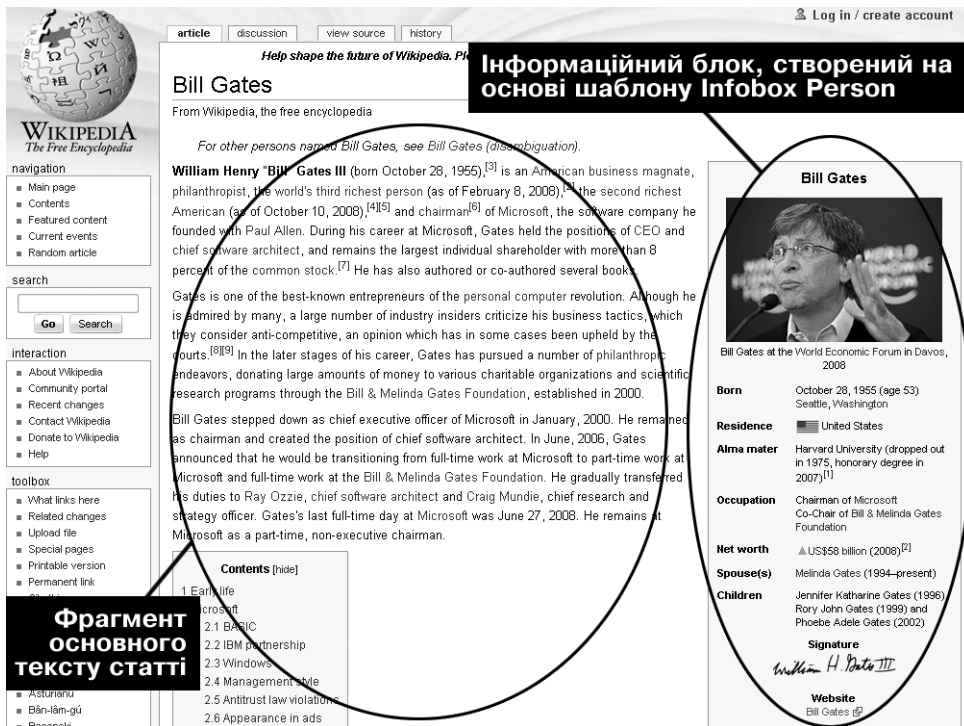 Log in / create account
article
discussion
view source
history
Help shape the future of Wikipedia.
Інформаційний блок, створений на
основі шаблону Infobox Person
WIKIPEDIA
The Free Encyclopedia
navigation
Main page
Contents
Featured content
Current events
Random article
search
Go
Search
interaction
About Wikipedia
Community portal
Recent changes
Contact Wikipedia
Donate to Wikipedia
Help
toolbox
What links here
Related changes
Upload file
Special pages
Printable version
Permanent link
Bill Gates
From Wikipedia, the free encyclopedia
For other persons named Bill Gates, see Bill Gates (disambiguation).
William Henry "Bill" Gates III (born October 28, 1955),[3] is an American business magnate,
philanthropist, the world's third richest person (as of February 8, 2008),[2] the second richest
American (as of October 10, 2008),[4][5] and chairman[6] of Microsoft, the software company he
founded with Paul Allen. During his career at Microsoft, Gates held the positions of CEO and
chief software architect, and remains the largest individual shareholder with more than 8
percent of the common stock.[7] He has also authored or co-authored several books.
Gates is one of the best-known entrepreneurs of the personal computer revolution. Although he
is admired by many, a large number of industry insiders criticize his business tactics, which
they consider anti-competitive, an opinion which has in some cases been upheld by the
courts.[8][9] In the later stages of his career, Gates has pursued a number of philanthropic
endeavors, donating large amounts of money to various charitable organizations and scientific
research programs through the Bill & Melinda Gates Foundation, established in 2000.
Bill Gates stepped down as chief executive officer of Microsoft in January, 2000. He remained
as chairman and created the position of chief software architect. In June, 2006, Gates
announced that he would be transitioning from full-time work at Microsoft to part-time work at
Microsoft and full-time work at the Bill & Melinda Gates Foundation. He gradually transferred
his duties to Ray Ozzie, chief software architect and Craig Mundie, chief research and
strategy officer. Gates's last full-time day at Microsoft was June 27, 2008. He remains at
Microsoft as a part-time, non-executive chairman.
Contents [hide]
1 Early life
Microsoft
2.1 BASIC
2.2 IBM partnership
2.3 Windows
2.4 Management style
2.5 Antitrust law violations
2.6 Appearance in ads
Фрагмент
основного
тексту статті
Asturianu
Bân-lâm-gú
Bill Gates
Bill Gates at the World Economic Forum in Davos,
2008
Born October 28, 1955 (age 53)
Seattle, Washington
Residence United States
Alma mater Harvard University (dropped out
in 1975, honorary degree in
2007)[1]
Occupation Chairman of Microsoft
Co-Chair of Bill & Melinda Gates
Foundation
Net worth ▲US$58 billion (2008)[2]
Spouse(s) Melinda Gates (1994–present)
Children Jennifer Katharine Gates (1996)
Rory John Gates (1999) and
Phoebe Adele Gates (2002)
Signature
William H. Gates III
Website
Bill Gates